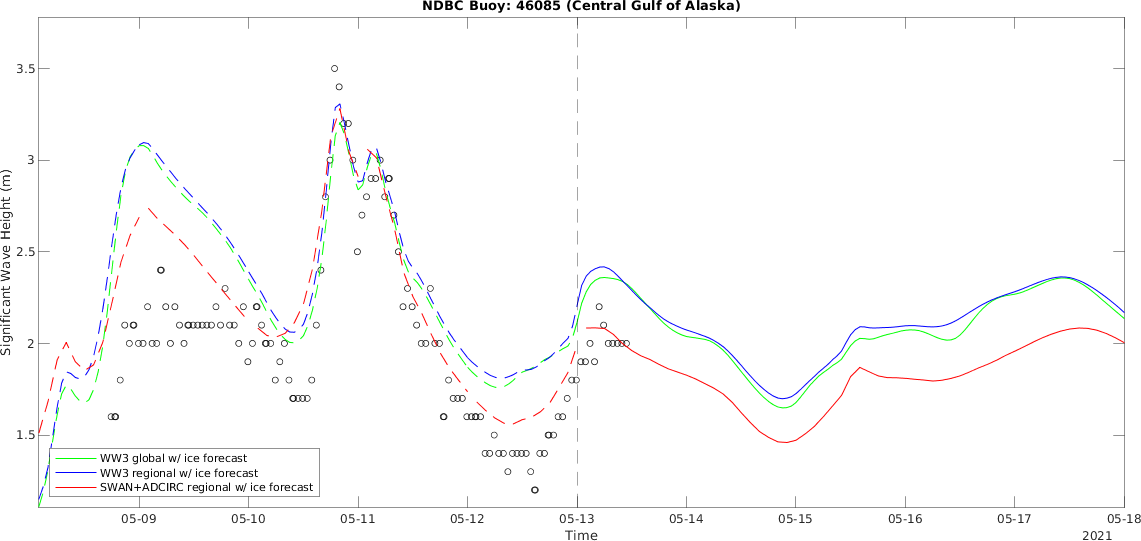 NDBC Buoy: 46085 (Central Gulf of Alaska)
Significant Wave Height (m)
3.5
3
2.5
2
1.5
WW3 global w/ ice forecast
WW3 regional w/ ice forecast
SWAN+ADCIRC regional w/ ice forecast
05-09 05-10 05-11 05-12 05-13 05-14 05-15 05-16 05-17 05-18
Time
2021